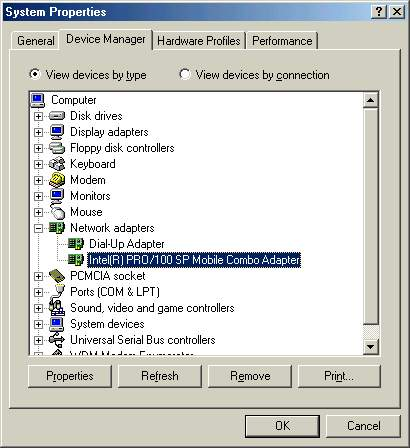 System Properties
General Device Manager Hardware Profiles Performance
View devices by type View devices by connection
Computer
Disk drives
Display adapters
Floppy disk controllers
Keyboard
Modem
Monitors
Mouse
Network adapters
Dial-Up Adapter
Intel(R) PRO/100 SP Mobile Combo Adapter
PCMCIA socket
Ports (COM & LPT)
Sound, video and game controllers
System devices
Universal Serial Bus controllers
WDM Modem Enumerator
Properties Refresh Remove Print...
OK Cancel